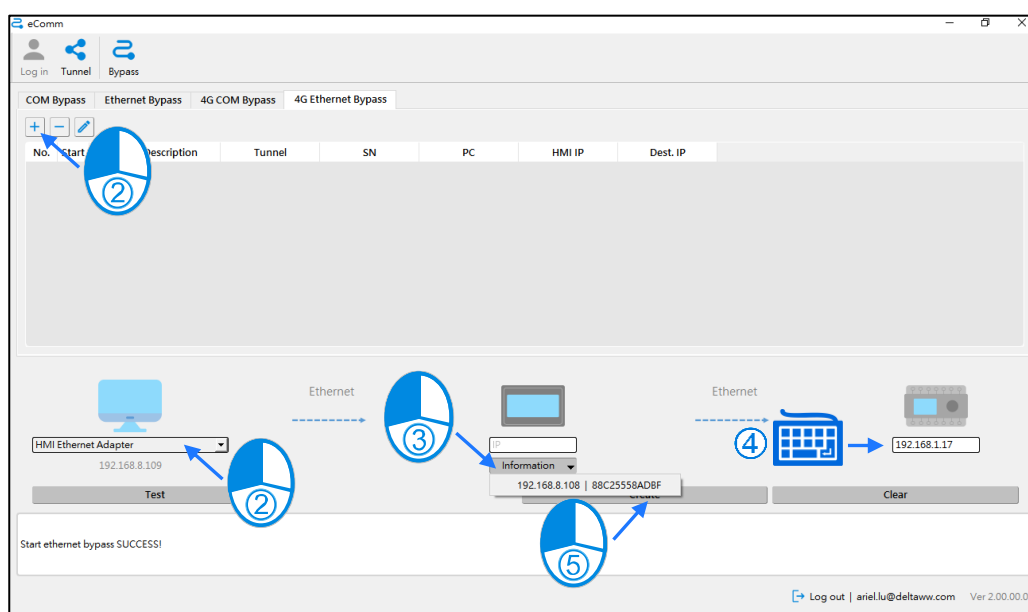 eComm
Log in Tunnel Bypass
COM Bypass Ethernet Bypass 4G COM Bypass 4G Ethernet Bypass
No. Start Description Tunnel SN PC HMI IP Dest. IP
②
Ethernet Ethernet
③ ④
HMI Ethernet Adapter IP 192.168.1.17
192.168.8.109 Information
192.168.8.108 | 88C25558ADBF
Test Create Clear
②
Start ethernet bypass SUCCESS!
⑤
Log out | ariel.lu@deltaww.com Ver 2.00.00.0